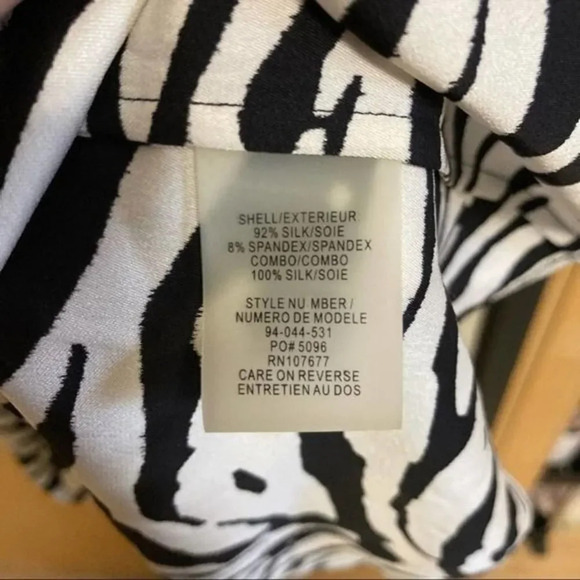 SHELL/EXTERIEUR
92% SILK/SOIE
8% SPANDEX/SPANDEX
COMBO/COMBO
100% SILK/SOIE
STYLE NU MBER /
NUMERO DE MODELE
94-044-531
PO# 5096
RN107677
CARE ON REVERSE
ENTRETIEN AU DOS